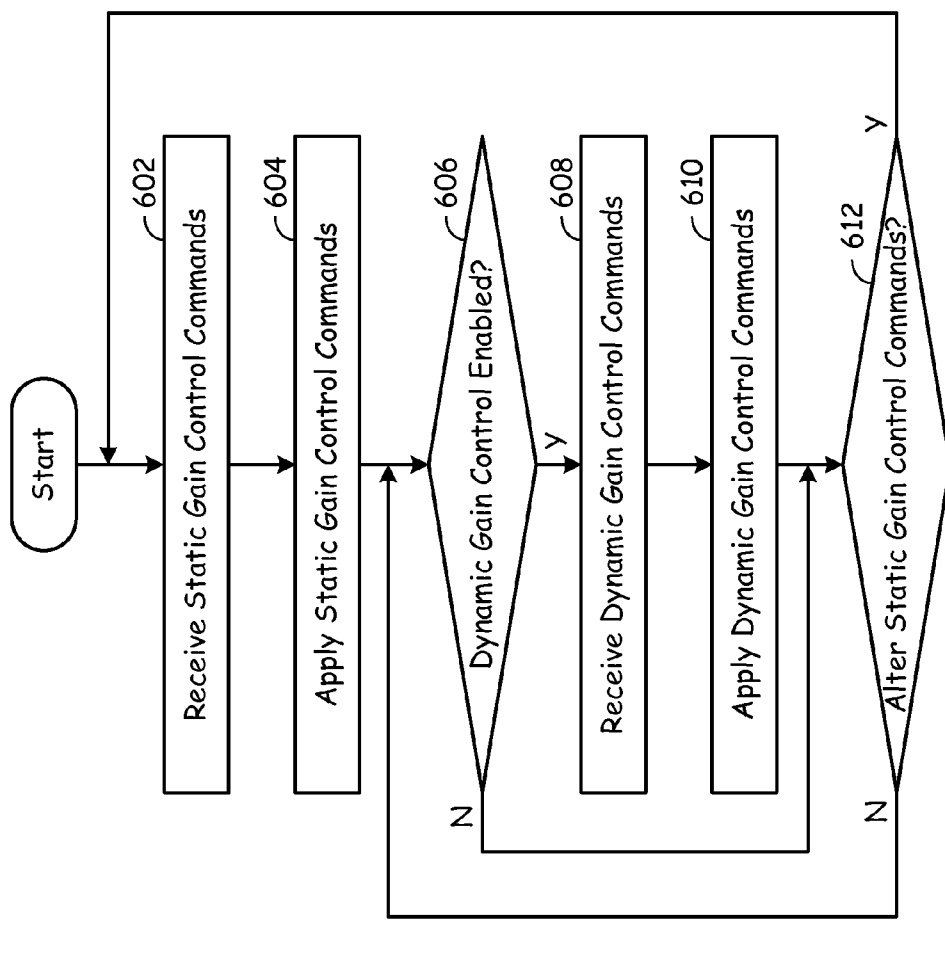 Start
602
Receive Static Gain Control Commands
604
Apply Static Gain Control Commands
606
Dynamic Gain Control Enabled?
N
Y
608
Receive Dynamic Gain Control Commands
610
Apply Dynamic Gain Control Commands
612
Alter Static Gain Control Commands?
N
Y